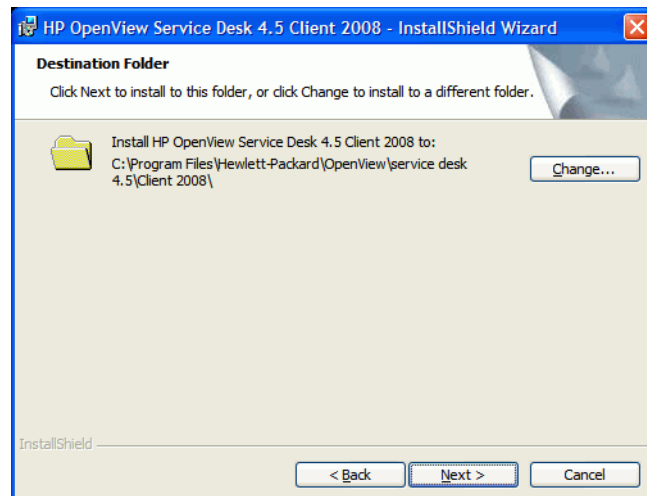 HP OpenView Service Desk 4.5 Client 2008 - InstallShield Wizard
Destination Folder
Click Next to install to this folder, or click Change to install to a different folder.
Install HP OpenView Service Desk 4.5 Client 2008 to:
C:\Program Files\Hewlett-Packard\OpenView\service desk
4.5\Client 2008\
Change...
InstallShield
< Back
Next >
Cancel